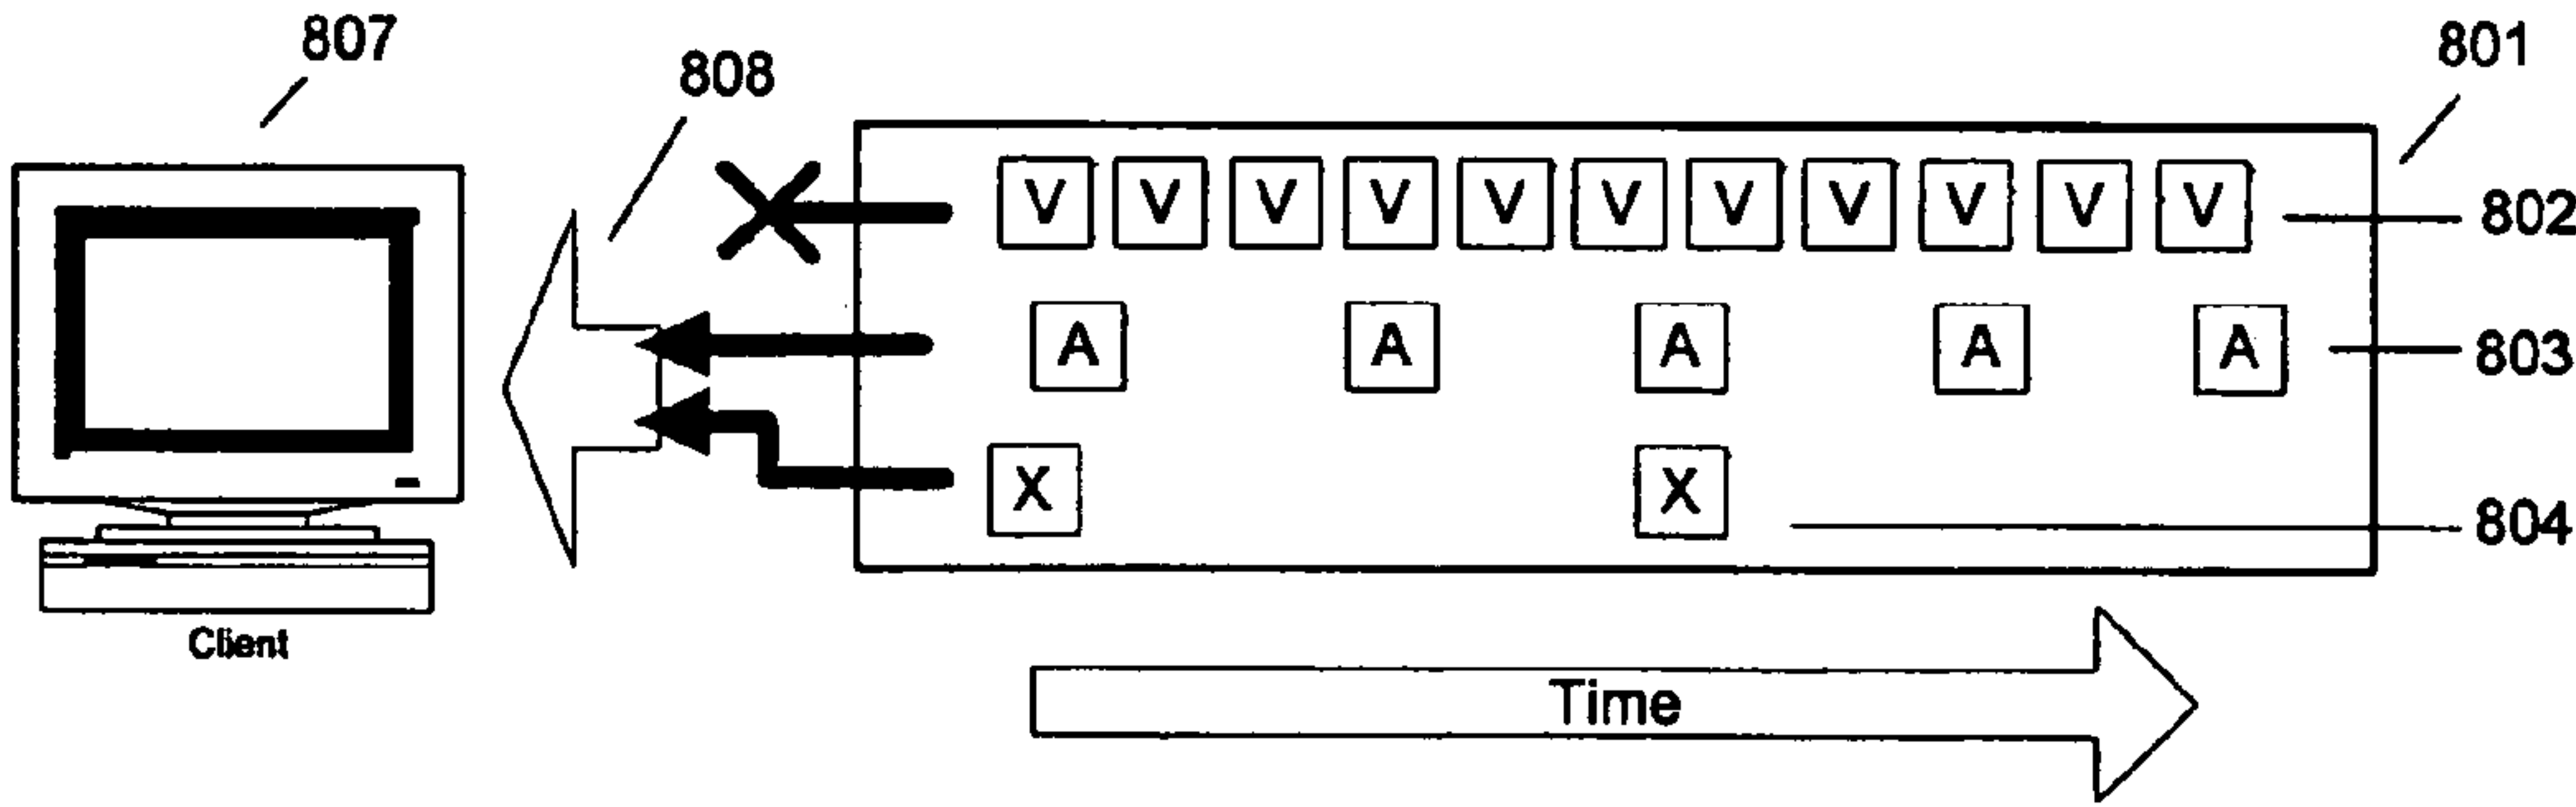 807
808
801
V V V V V V V V V V V
802
A A A A A
803
X X
804
Client
Time